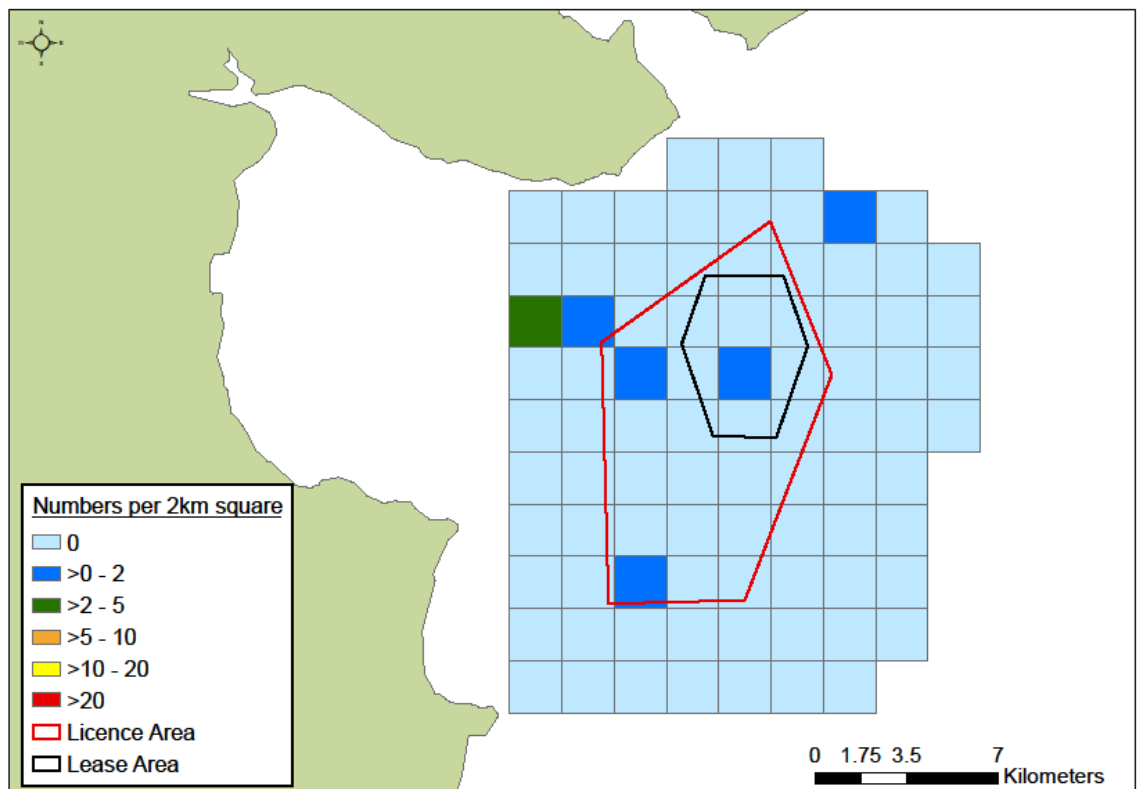 N
E
S
Numbers per 2km square
0
>0 - 2
>2 - 5
>5 - 10
>10 - 20
>20
Licence Area
Lease Area
0 1.75 3.5 7
Kilometers